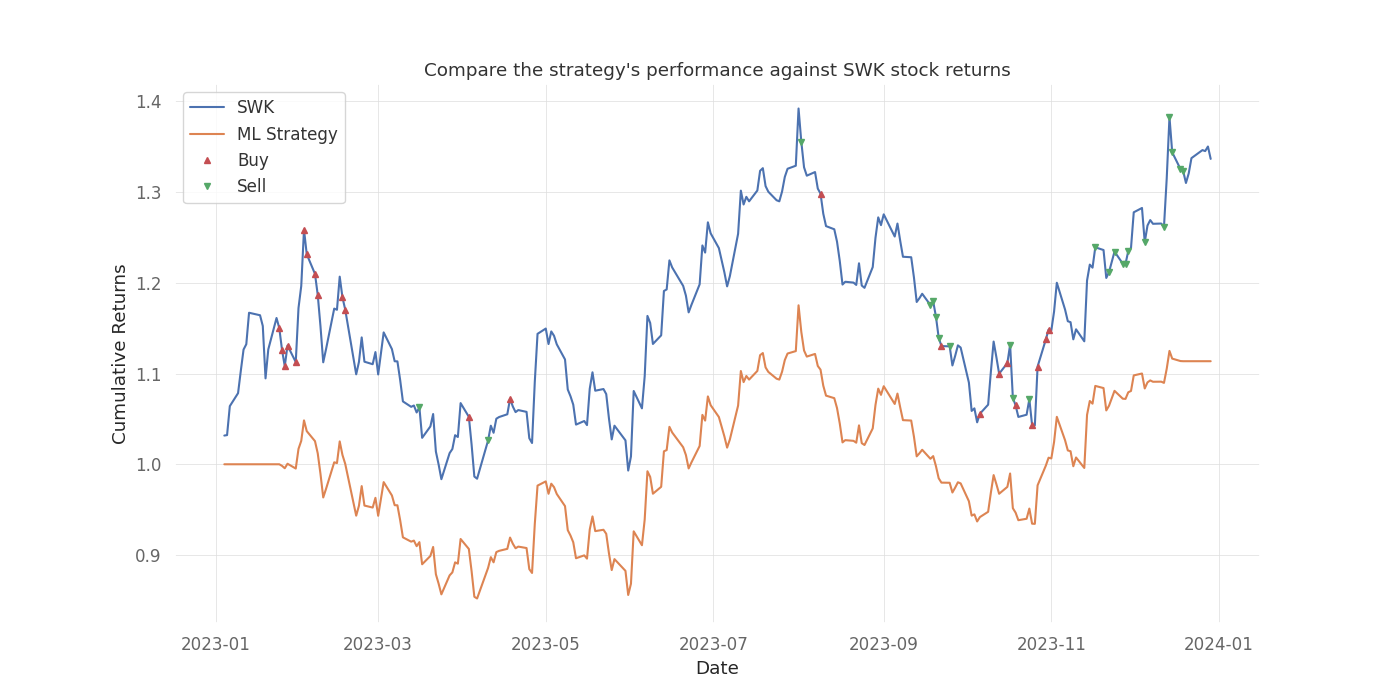 Compare the strategy's performance against SWK stock returns
SWK
ML Strategy
Buy
Sell
Cumulative Returns
1.4
1.3
1.2
1.1
1.0
0.9
2023-01
2023-03
2023-05
2023-07
2023-09
2023-11
2024-01
Date